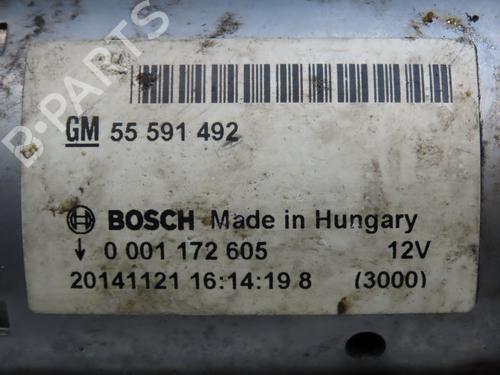 GM 55 591 492
BOSCH Made in Hungary
0 001 172 605 12V
20141121 16:14:19 8 (3000)
B-PARTS